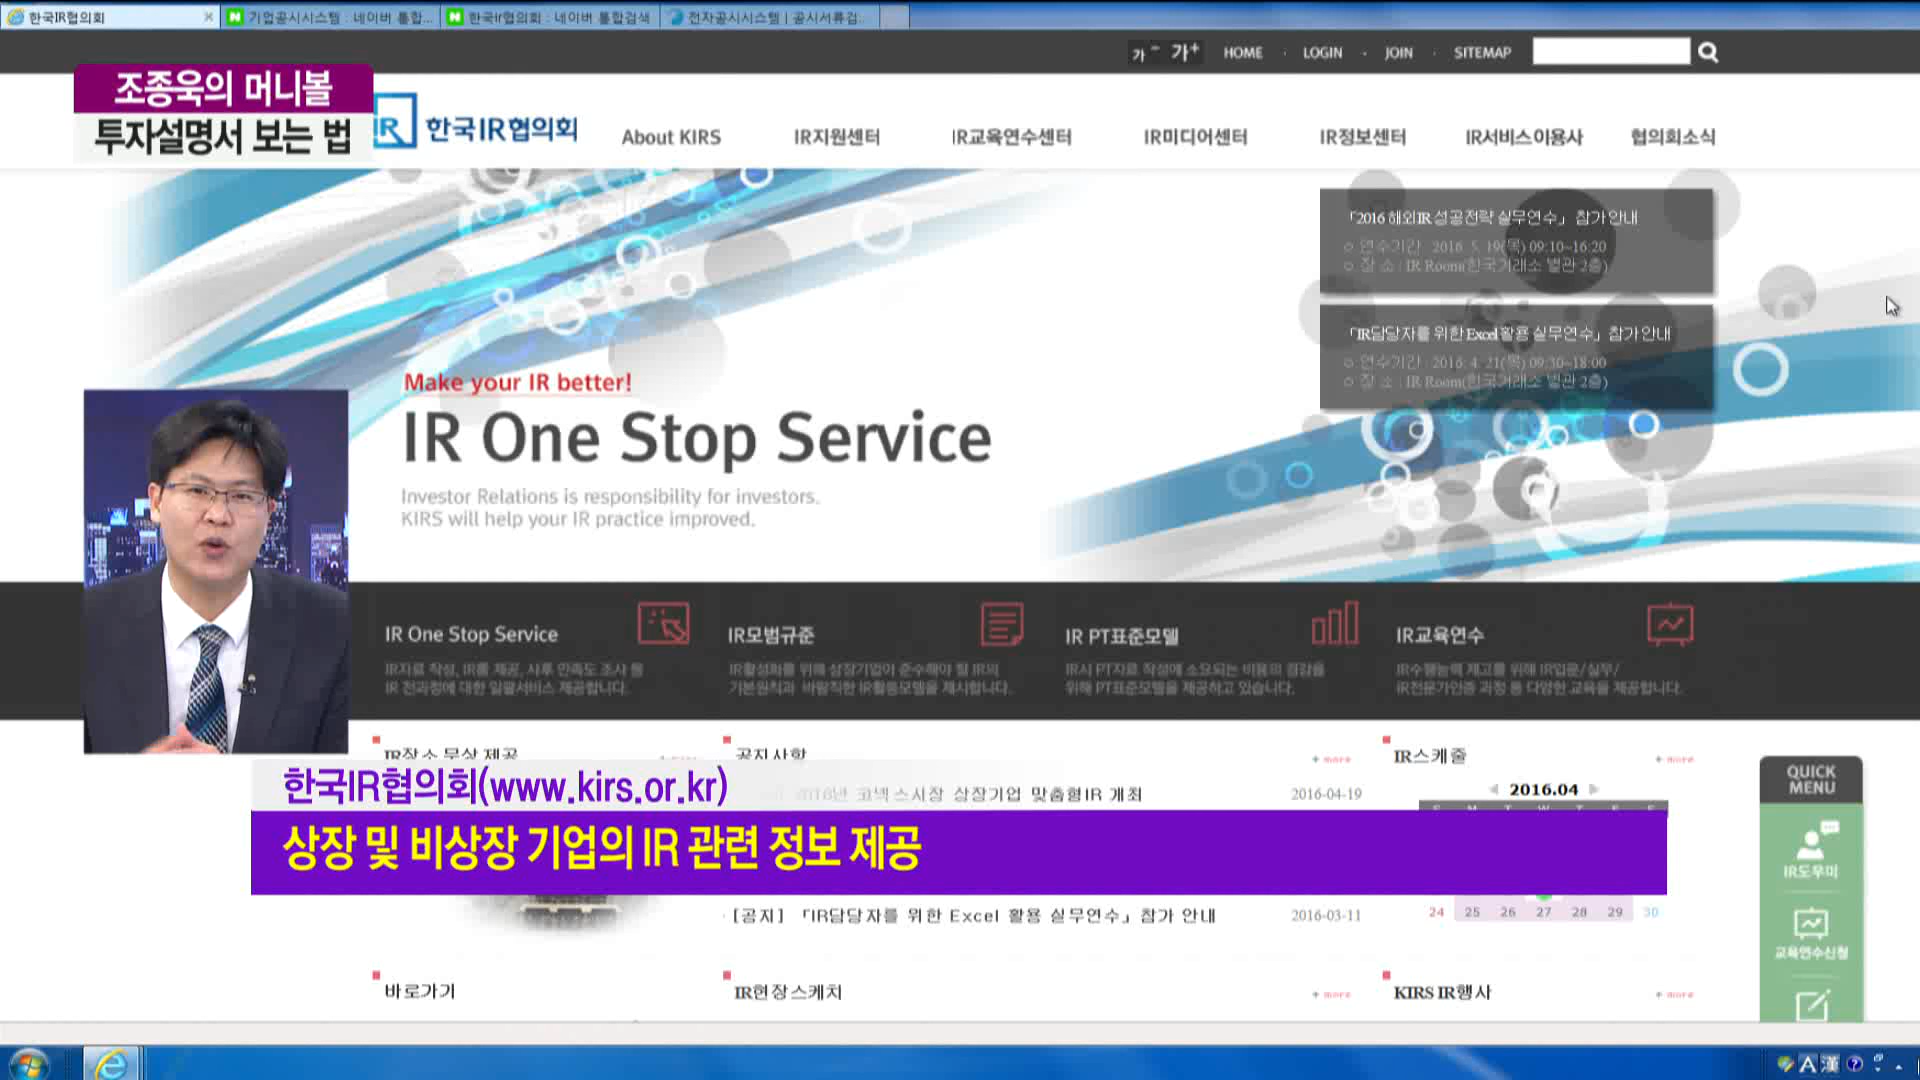 한국IR협의회
기업공시시스템 : 네이버 통합...
한국ir협의회 : 네이버 통합검색
전자공시시스템 | 공시서류검...
가- 가+ HOME · LOGIN · JOIN · SITEMAP
조종욱의 머니볼
투자설명서 보는 법
IR 한국IR협의회
About KIRS IR지원센터 IR교육연수센터 IR미디어센터 IR정보센터 IR서비스이용사 협의회소식
「2016 해외IR 성공전략 실무연수」 참가 안내
○ 연수기간 : 2016. 5. 19(목) 09:10~16:20
○ 장 소 : IR Room(한국거래소 별관 2층)
「IR담당자를 위한 Excel 활용 실무연수」 참가 안내
○ 연수기간 : 2016. 4. 21(목) 09:30~18:00
○ 장 소 : IR Room(한국거래소 별관 2층)
Make your IR better!
IR One Stop Service
Investor Relations is responsibility for investors.
KIRS will help your IR practice improved.
IR One Stop Service
IR자료 작성, IR룸 제공, 사후 만족도 조사 등
IR 전과정에 대한 일괄서비스 제공합니다.
IR모범규준
IR활성화를 위해 상장기업이 준수해야 할 IR의
기본원칙과 바람직한 IR활동모델을 제시합니다.
IR PT표준모델
IR시 PT자료 작성에 소요되는 비용의 절감을
위해 PT표준모델을 제공하고 있습니다.
IR교육연수
IR수행능력 제고를 위해 IR입문/실무/
IR전문가인증 과정 등 다양한 교육을 제공합니다.
IR장소 무상 제공
공지사항
+ more
IR스케줄
+ more
한국IR협의회(www.kirs.or.kr)
2016년 코넥스시장 상장기업 맞춤형IR 개최 2016-04-19
2016.04
상장 및 비상장 기업의 IR 관련 정보 제공
[공지] 「IR담당자를 위한 Excel 활용 실무연수」 참가 안내 2016-03-11
24 25 26 27 28 29 30
QUICK
MENU
IR도우미
교육연수신청
바로가기
IR현장스케치
+ more
KIRS IR행사
+ more
A 漢